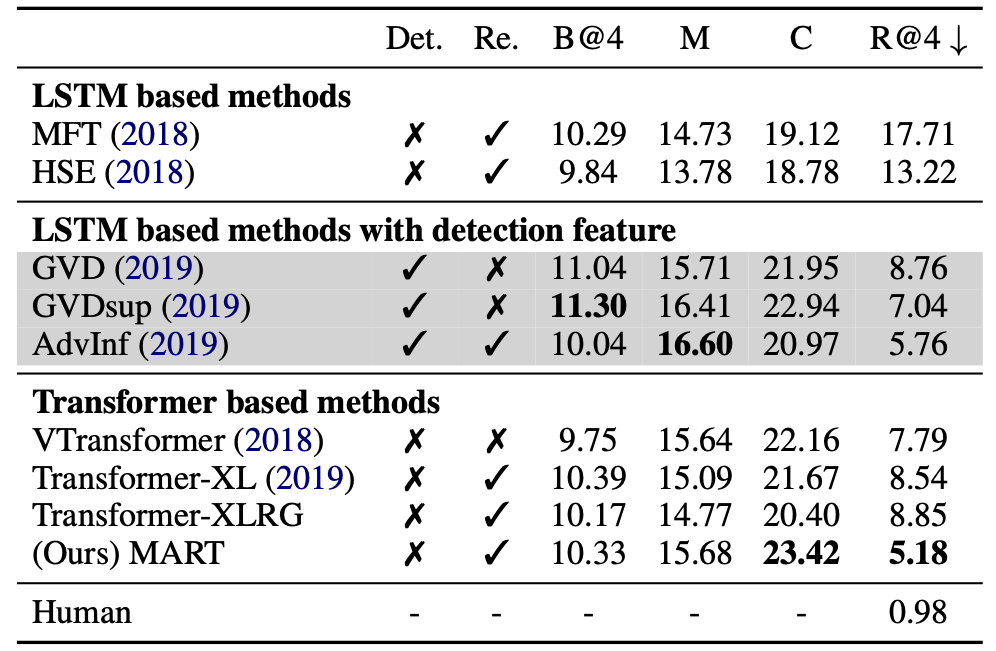 Det. Re. B@4 M C R@4 ↓
LSTM based methods
MFT (2018) ✗ ✓ 10.29 14.73 19.12 17.71
HSE (2018) ✗ ✓ 9.84 13.78 18.78 13.22
LSTM based methods with detection feature
GVD (2019) ✓ ✗ 11.04 15.71 21.95 8.76
GVDsup (2019) ✓ ✗ 11.30 16.41 22.94 7.04
AdvInf (2019) ✓ ✓ 10.04 16.60 20.97 5.76
Transformer based methods
VTransformer (2018) ✗ ✗ 9.75 15.64 22.16 7.79
Transformer-XL (2019) ✗ ✓ 10.39 15.09 21.67 8.54
Transformer-XLRG ✗ ✓ 10.17 14.77 20.40 8.85
(Ours) MART ✗ ✓ 10.33 15.68 23.42 5.18
Human - - - - - 0.98